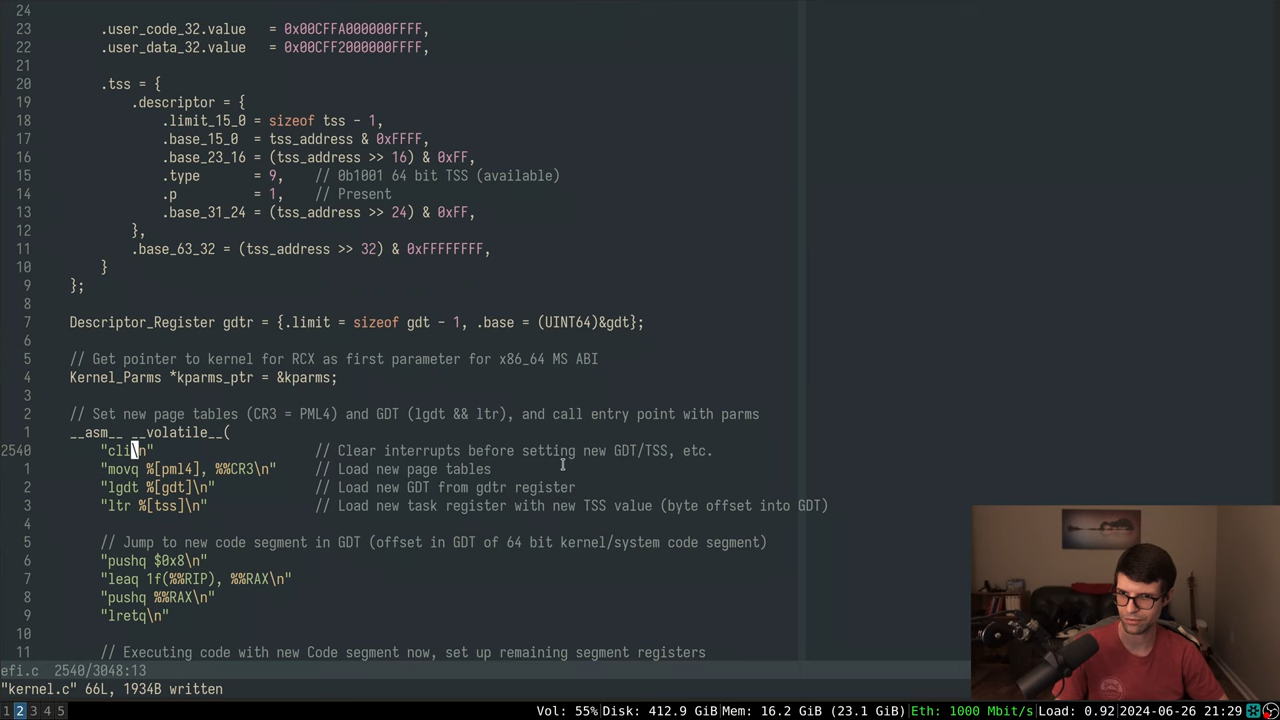 24
23 .user_code_32.value = 0x00CFFA000000FFFF,
22 .user_data_32.value = 0x00CFF2000000FFFF,
21
20 .tss = {
19 .descriptor = {
18 .limit_15_0 = sizeof tss - 1,
17 .base_15_0 = tss_address & 0xFFFF,
16 .base_23_16 = (tss_address >> 16) & 0xFF,
15 .type = 9, // 0b1001 64 bit TSS (available)
14 .p = 1, // Present
13 .base_31_24 = (tss_address >> 24) & 0xFF,
12 },
11 .base_63_32 = (tss_address >> 32) & 0xFFFFFFFF,
10 }
9 };
8
7 Descriptor_Register gdtr = {.limit = sizeof gdt - 1, .base = (UINT64)&gdt};
6
5 // Get pointer to kernel for RCX as first parameter for x86_64 MS ABI
4 Kernel_Parms *kparms_ptr = &kparms;
3
2 // Set new page tables (CR3 = PML4) and GDT (lgdt && ltr), and call entry point with parms
1 __asm__ __volatile__(
2540 "cli\n" // Clear interrupts before setting new GDT/TSS, etc.
1 "movq %[pml4], %%CR3\n" // Load new page tables
2 "lgdt %[gdt]\n" // Load new GDT from gdtr register
3 "ltr %[tss]\n" // Load new task register with new TSS value (byte offset into GDT)
4
5 // Jump to new code segment in GDT (offset in GDT of 64 bit kernel/system code segment)
6 "pushq $0x8\n"
7 "leaq 1f(%%RIP), %%RAX\n"
8 "pushq %%RAX\n"
9 "lretq\n"
10
11 // Executing code with new Code segment now, set up remaining segment registers
efi.c 2540/3048:13
"kernel.c" 66L, 1934B written
1 2 3 4 5 Vol: 55% Disk: 412.9 GiB Mem: 16.2 GiB (23.1 GiB) Eth: 1000 Mbit/s Load: 0.92 2024-06-26 21:29